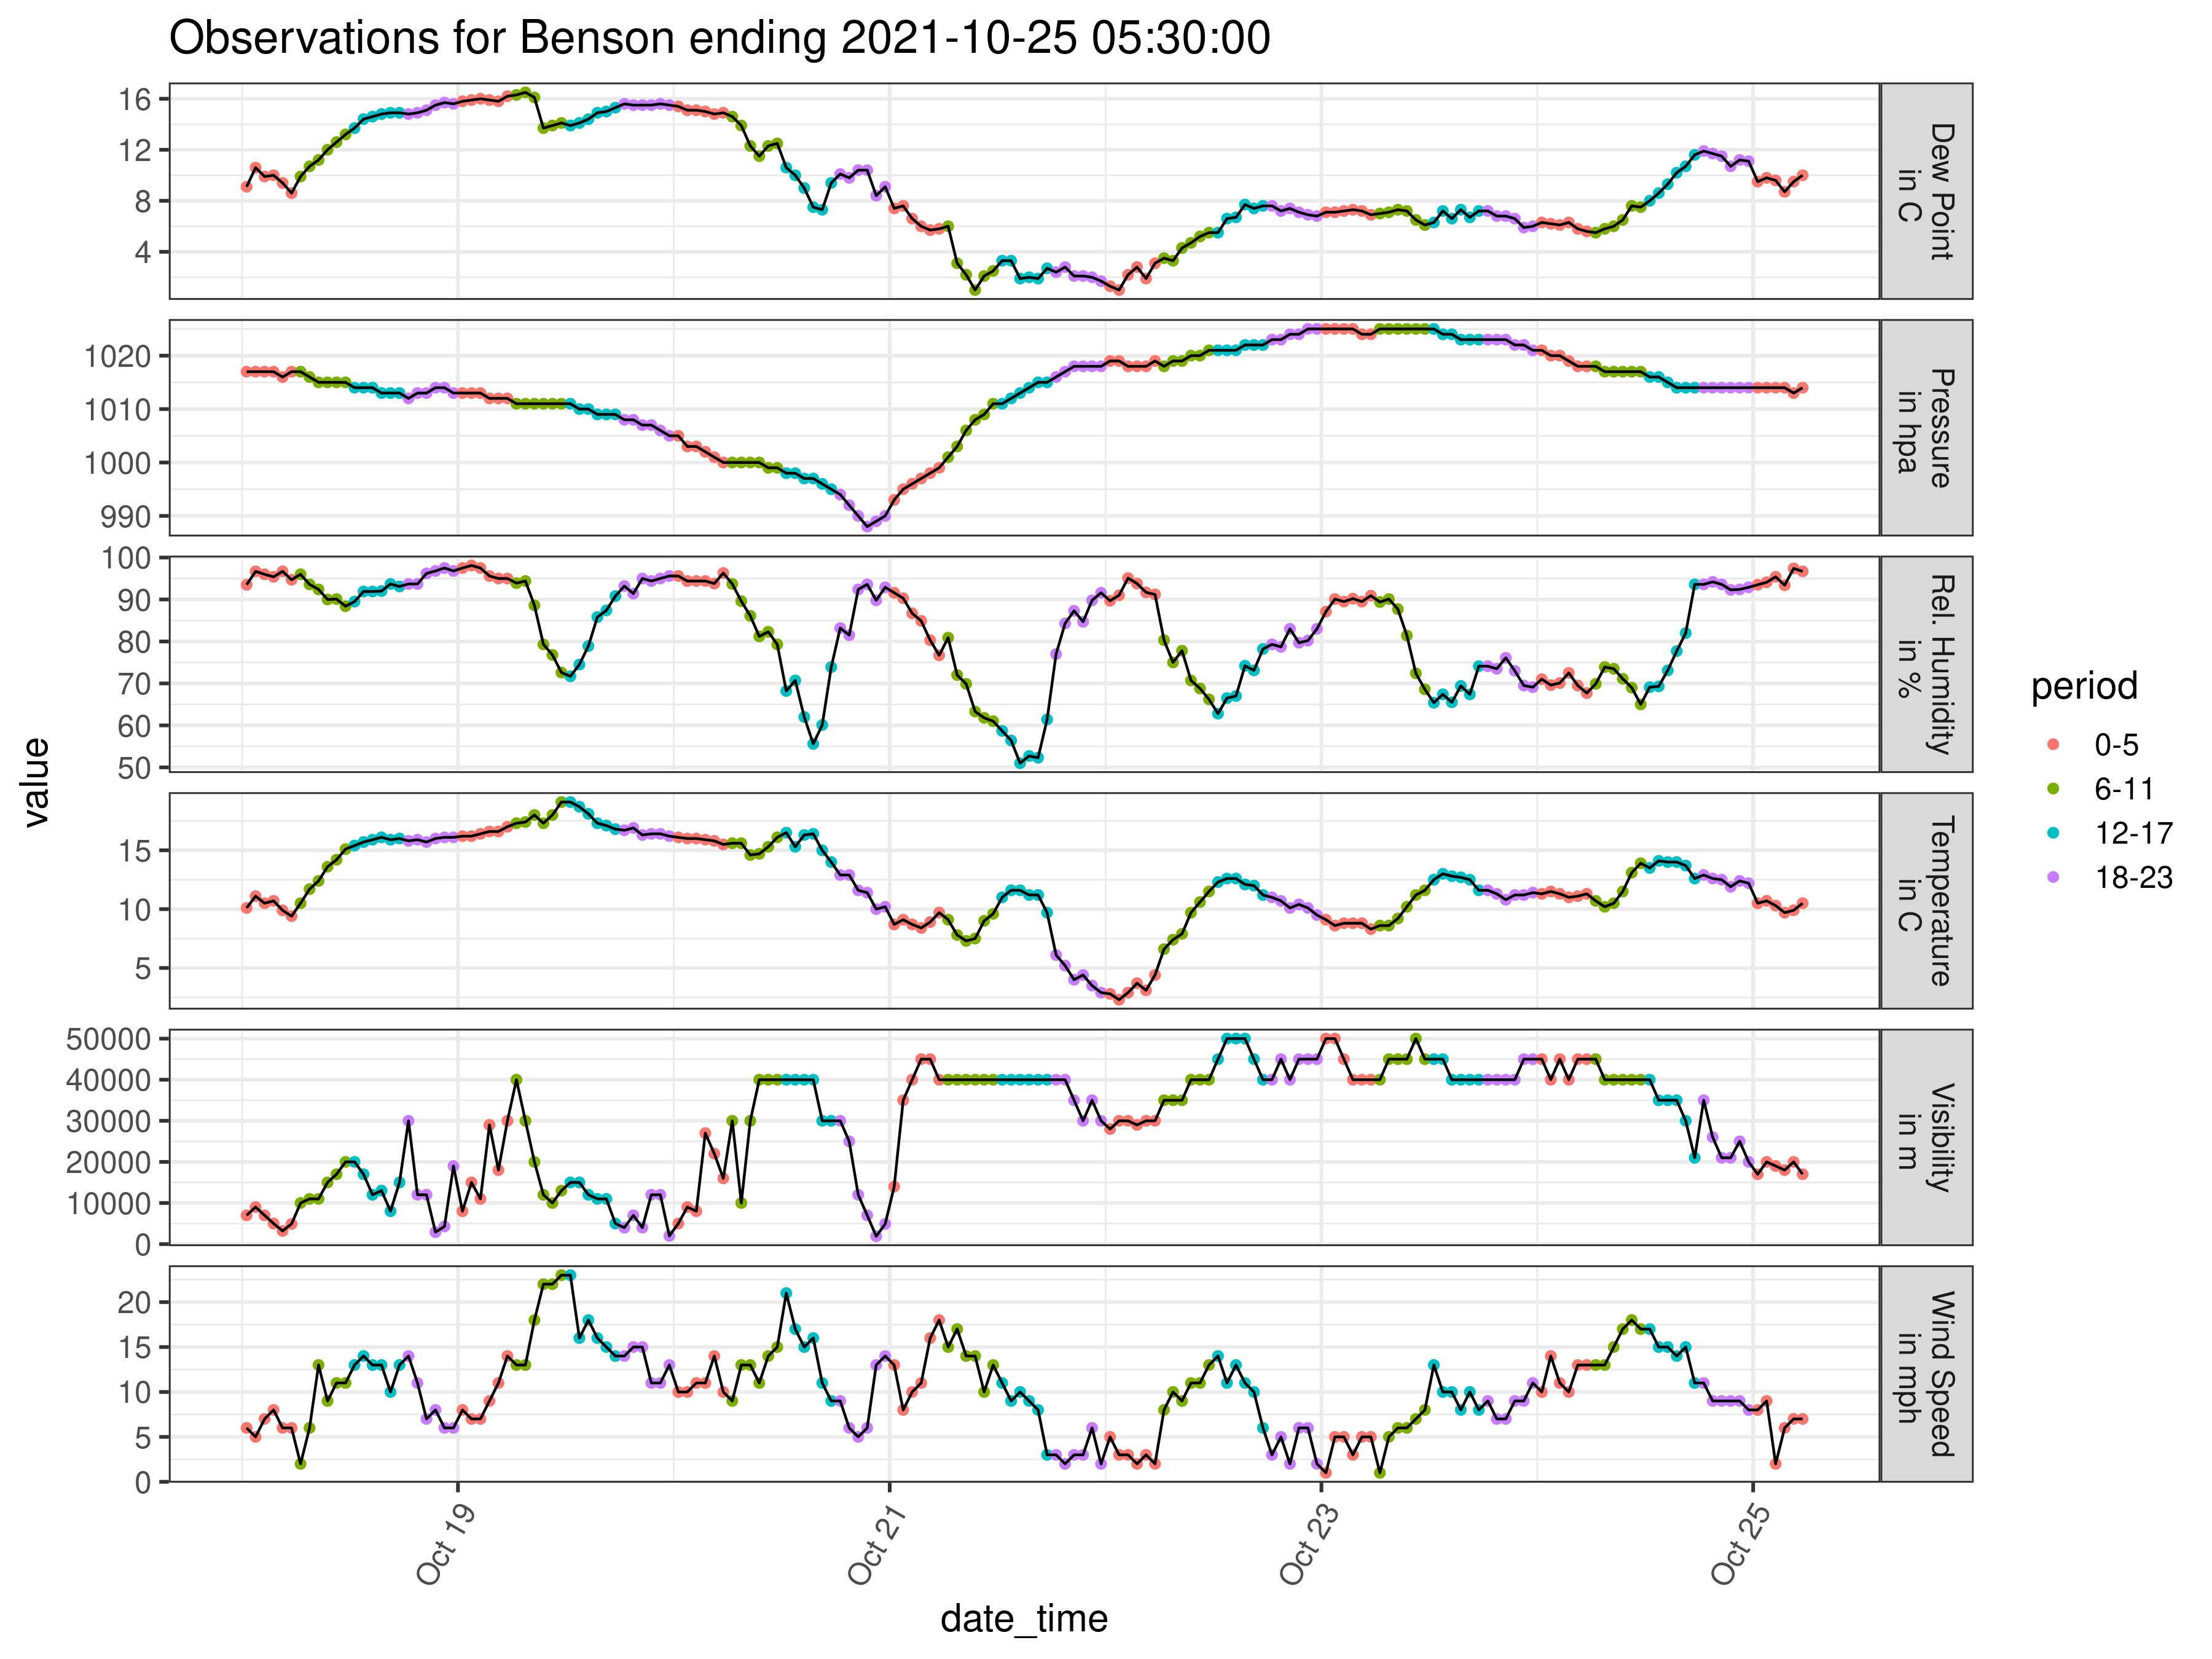 Observations for Benson ending 2021-10-25 05:30:00
value
16
12
8
4
Dew Point
in C
1020
1010
1000
990
Pressure
in hpa
100
90
80
70
60
50
Rel. Humidity
in %
15
10
5
Temperature
in C
50000
40000
30000
20000
10000
0
Visibility
in m
20
15
10
5
0
Wind Speed
in mph
Oct 19
Oct 21
Oct 23
Oct 25
date_time
period
0-5
6-11
12-17
18-23